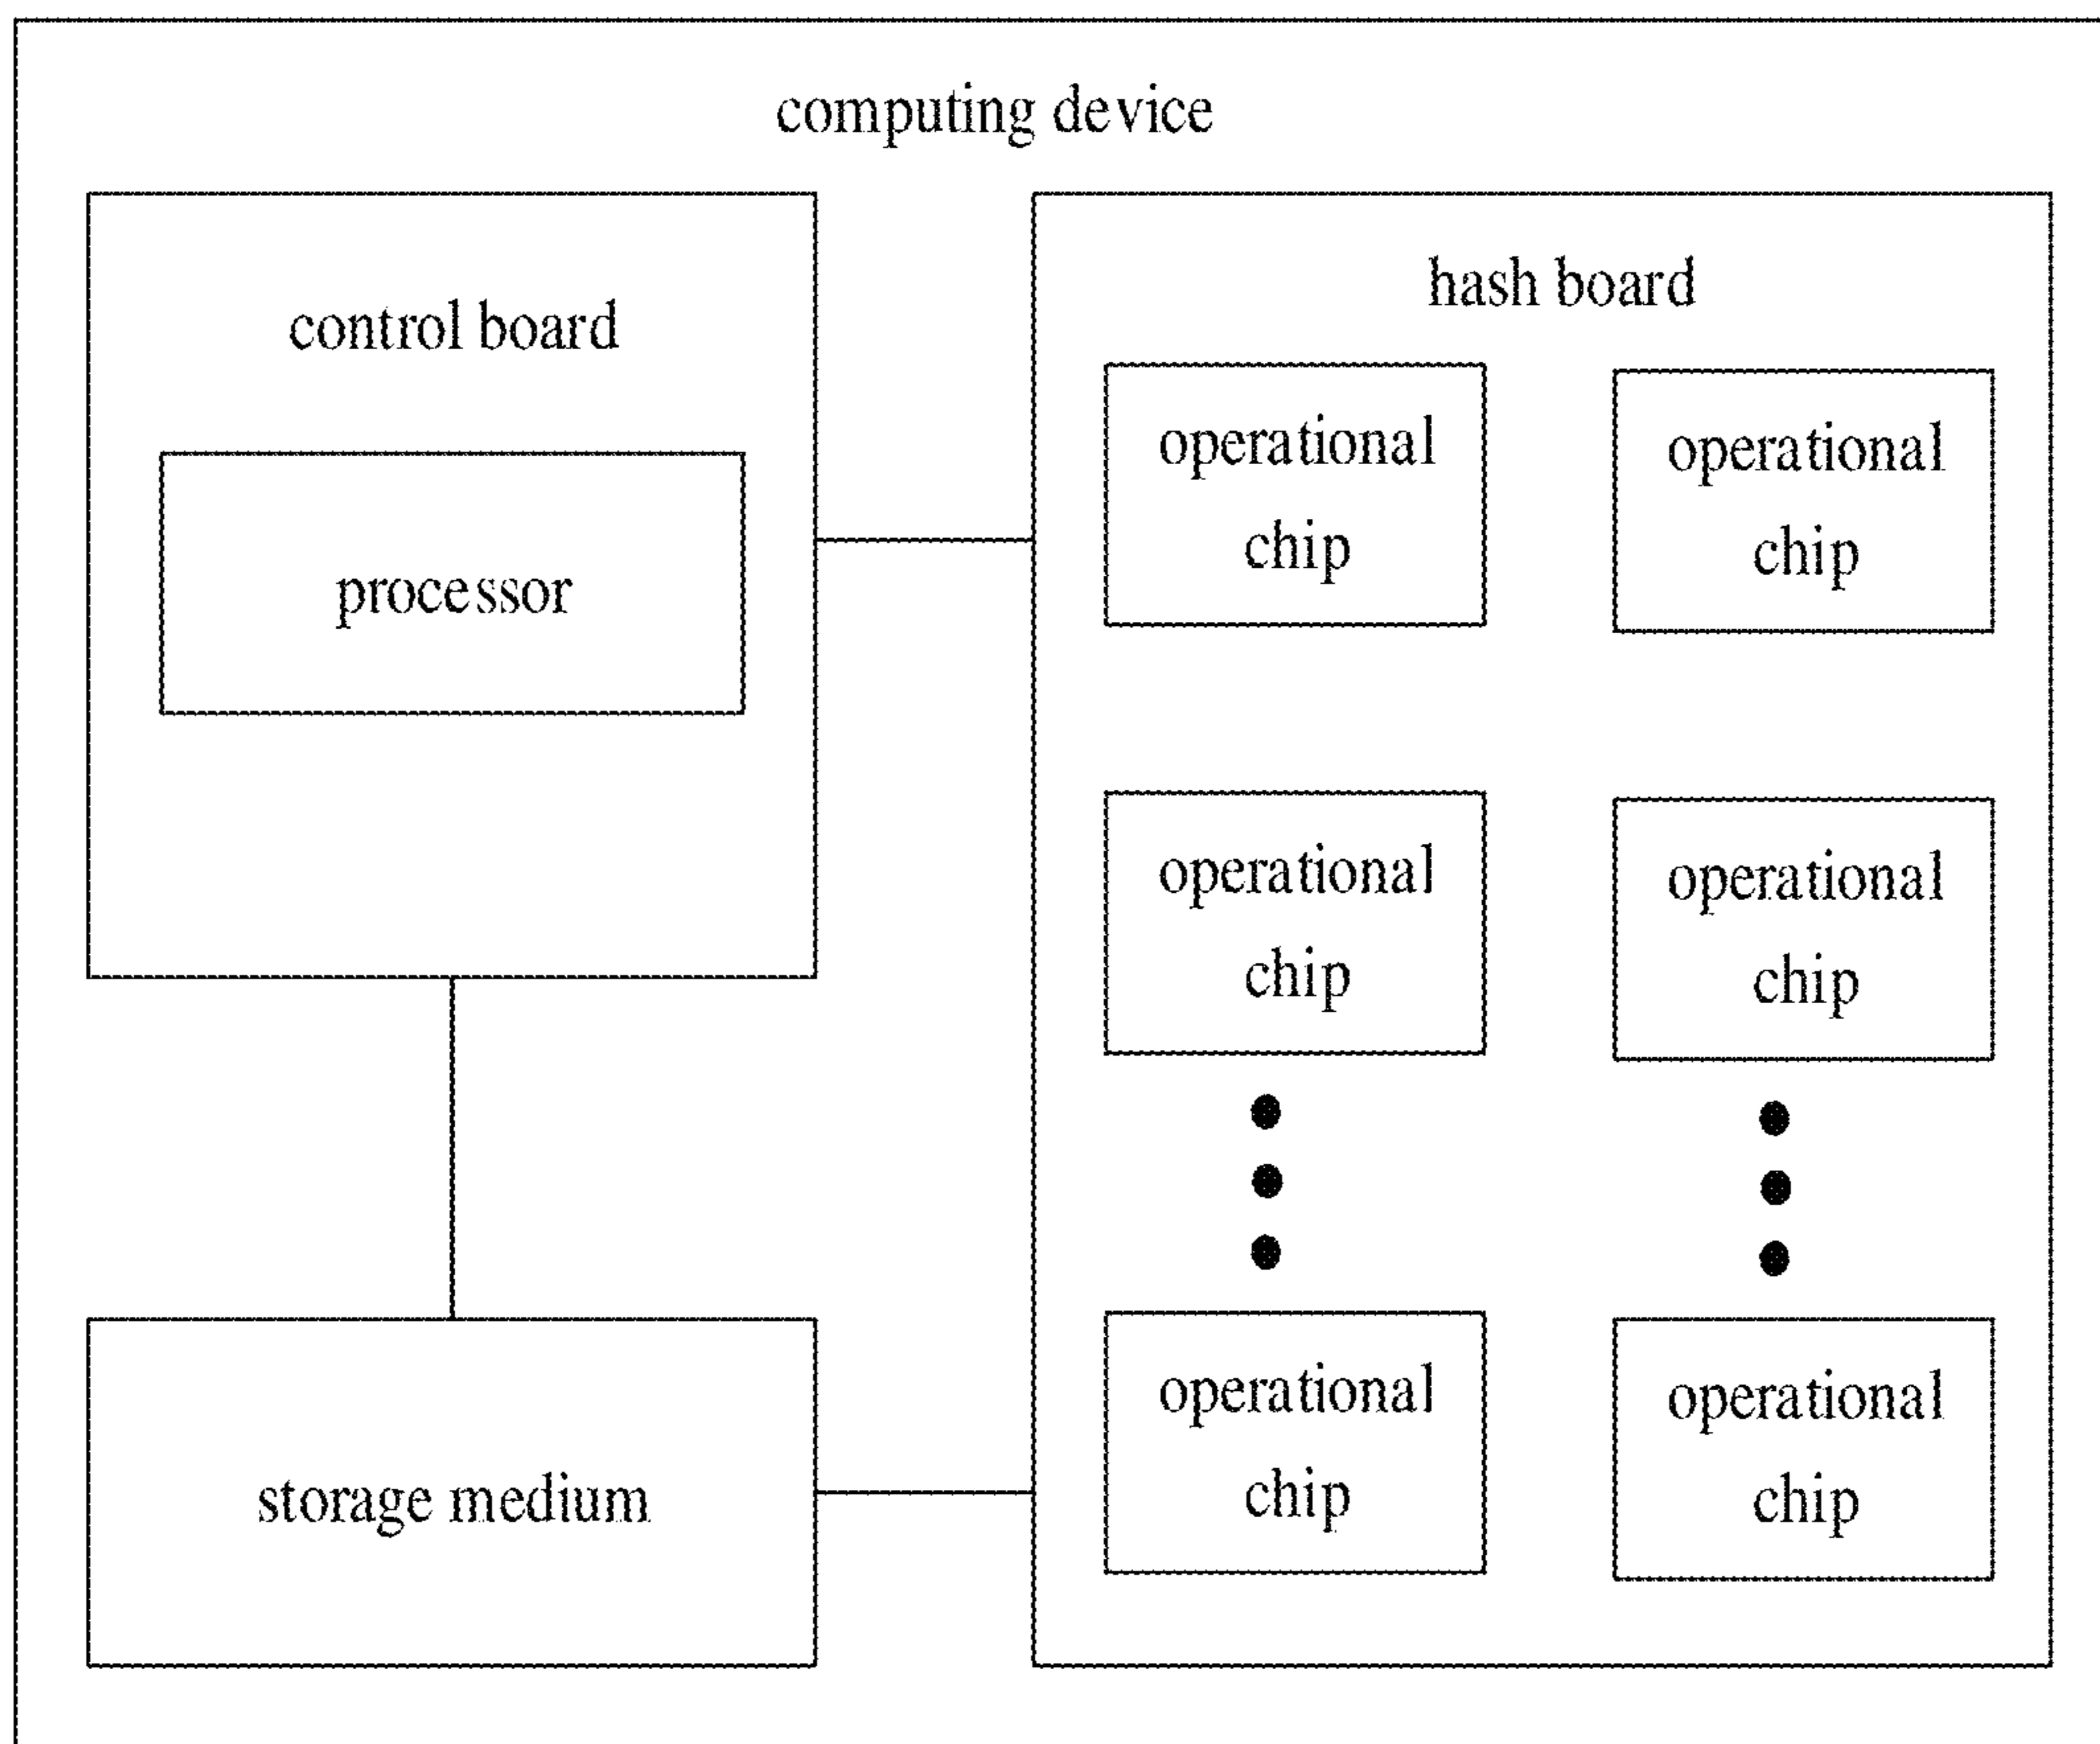 computing device
control board
processor
storage medium
hash board
operational
chip
operational
chip
operational
chip
operational
chip
operational
chip
operational
chip